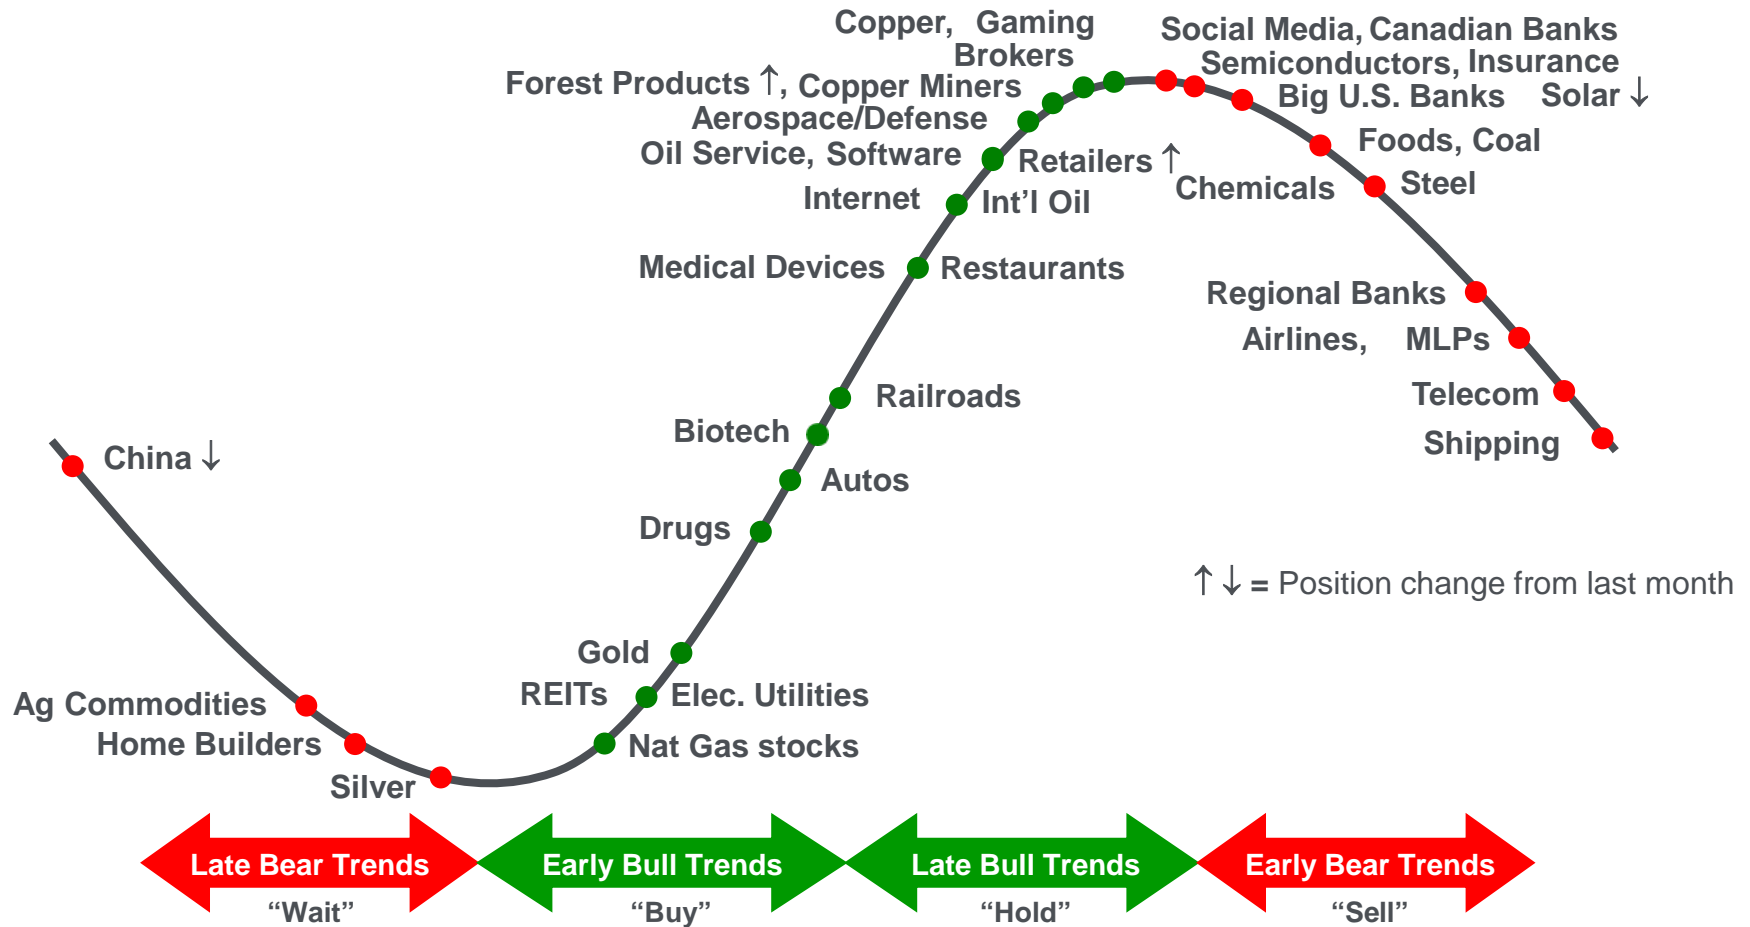 Copper, Gaming
Brokers
Social Media, Canadian Banks
Semiconductors, Insurance
Big U.S. Banks Solar ↓
Forest Products ↑, Copper Miners
Aerospace/Defense
Oil Service, Software
Retailers ↑
Foods, Coal
Chemicals
Steel
Internet
Int'l Oil
Medical Devices
Restaurants
Regional Banks
Airlines, MLPs
Railroads
Telecom
Biotech
Shipping
China ↓
Autos
Drugs
↑ ↓ = Position change from last month
Gold
REITs
Elec. Utilities
Ag Commodities
Home Builders
Nat Gas stocks
Silver
Late Bear Trends
Early Bull Trends
Late Bull Trends
Early Bear Trends
“Wait”
“Buy”
“Hold”
“Sell”